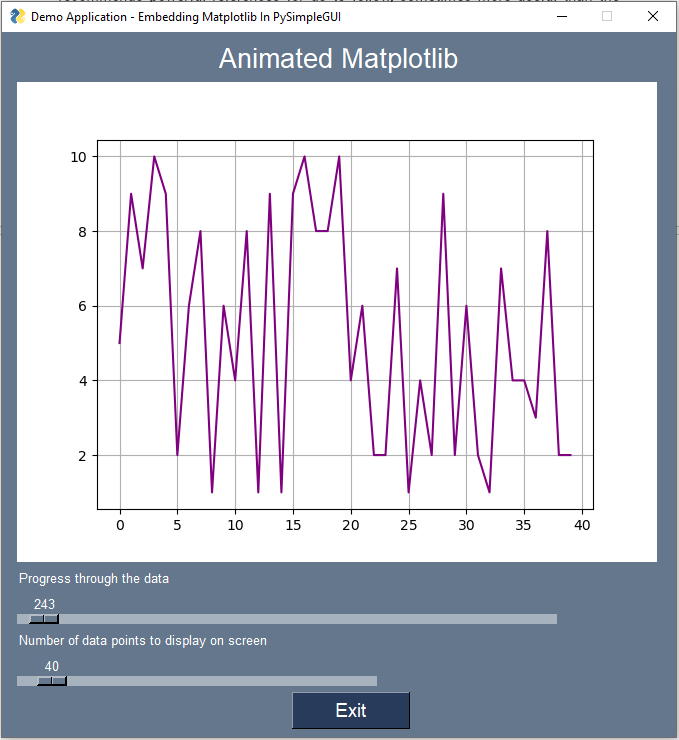 Demo Application - Embedding Matplotlib In PySimpleGUI
Animated Matplotlib
10
8
6
4
2
0 5 10 15 20 25 30 35 40
Progress through the data
243
Number of data points to display on screen
40
Exit